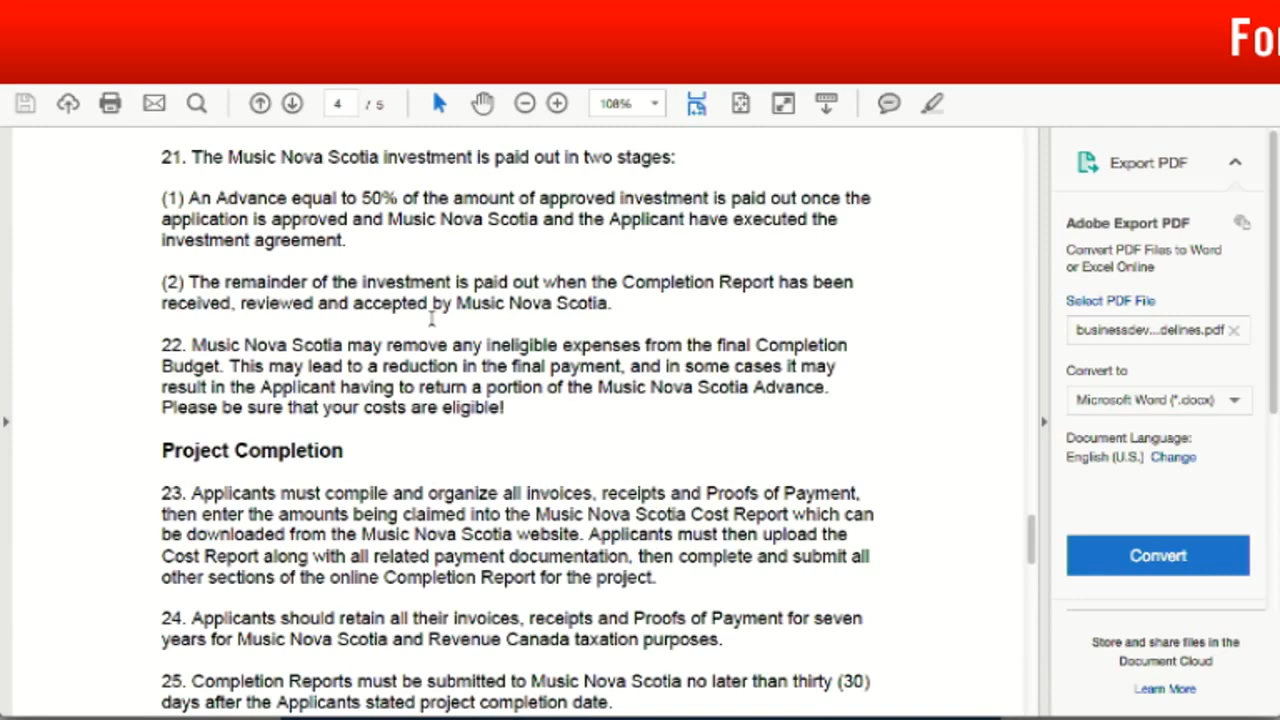 4 / 5
108%
21. The Music Nova Scotia investment is paid out in two stages:
(1) An Advance equal to 50% of the amount of approved investment is paid out once the
application is approved and Music Nova Scotia and the Applicant have executed the
investment agreement.
(2) The remainder of the investment is paid out when the Completion Report has been
received, reviewed and accepted by Music Nova Scotia.
22. Music Nova Scotia may remove any ineligible expenses from the final Completion
Budget. This may lead to a reduction in the final payment, and in some cases it may
result in the Applicant having to return a portion of the Music Nova Scotia Advance.
Please be sure that your costs are eligible!
Project Completion
23. Applicants must compile and organize all invoices, receipts and Proofs of Payment,
then enter the amounts being claimed into the Music Nova Scotia Cost Report which can
be downloaded from the Music Nova Scotia website. Applicants must then upload the
Cost Report along with all related payment documentation, then complete and submit all
other sections of the online Completion Report for the project.
24. Applicants should retain all their invoices, receipts and Proofs of Payment for seven
years for Music Nova Scotia and Revenue Canada taxation purposes.
25. Completion Reports must be submitted to Music Nova Scotia no later than thirty (30)
days after the Applicants stated project completion date.
Export PDF
Adobe Export PDF
Convert PDF Files to Word
or Excel Online
Select PDF File
businessdev...delines.pdf
Convert to
Microsoft Word (*.docx)
Document Language:
English (U.S.) Change
Convert
Store and share files in the
Document Cloud
Learn More